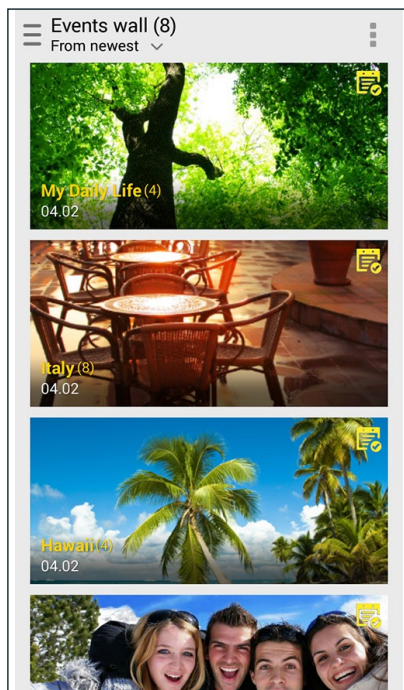 Events wall (8)
From newest
My Daily Life (4)
04.02
Italy (8)
04.02
Hawaii (4)
04.02